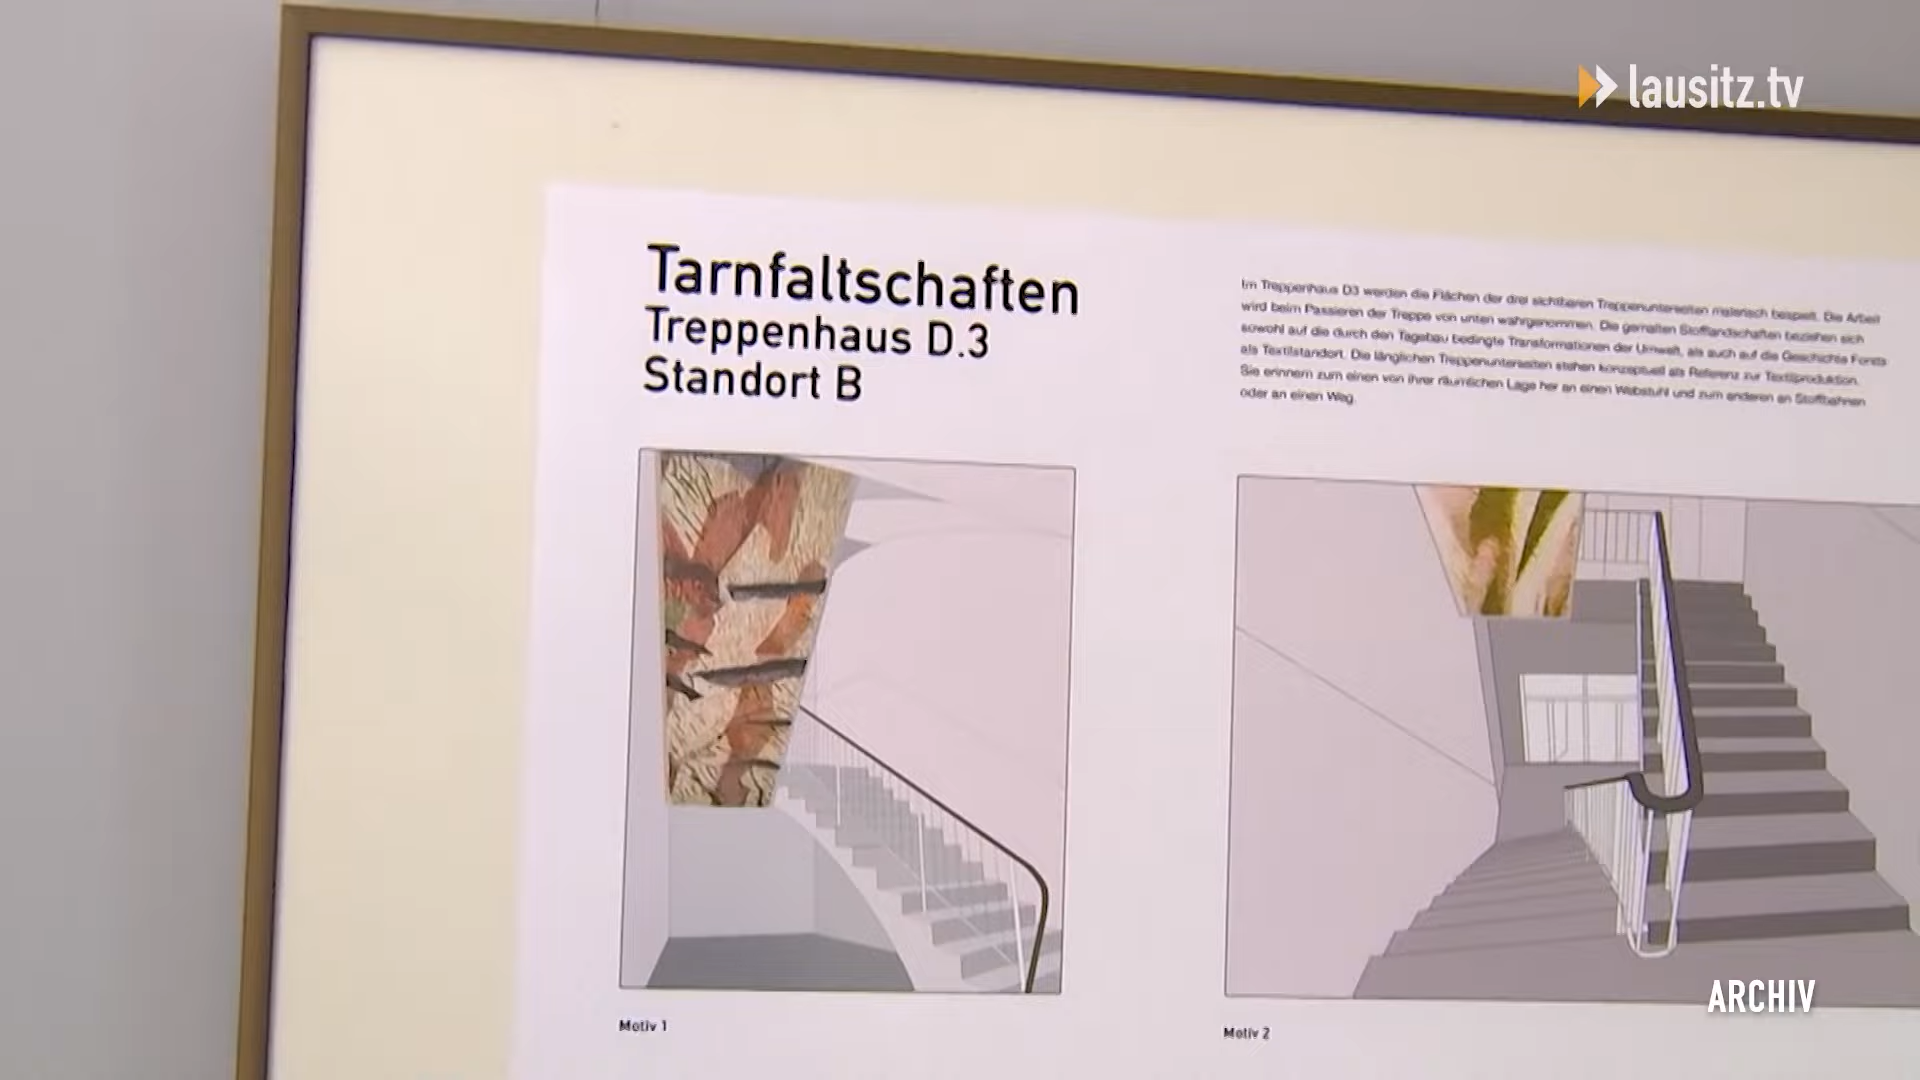 lausitz.tv
Tarnfaltschaften
Treppenhaus D.3
Standort B
Im Treppenhaus D3 werden die Flächen der drei sichtbaren Treppenunterseiten malerisch bespielt. Die Arbeit
wird beim Passieren der Treppe von unten wahrgenommen. Die gemalten Stofflandschaften beziehen sich
sowohl auf die durch den Tagebau bedingte Transformationen der Umwelt, als auch auf die Geschichte Forsts
als Textilstandort. Die länglichen Treppenunterseiten stehen konzeptuell als Referenz zur Textilproduktion.
Sie erinnern zum einen von ihrer räumlichen Lage her an einen Webstuhl und zum anderen an Stoffbahnen
oder an einen Weg.
Motiv 1
Motiv 2
ARCHIV